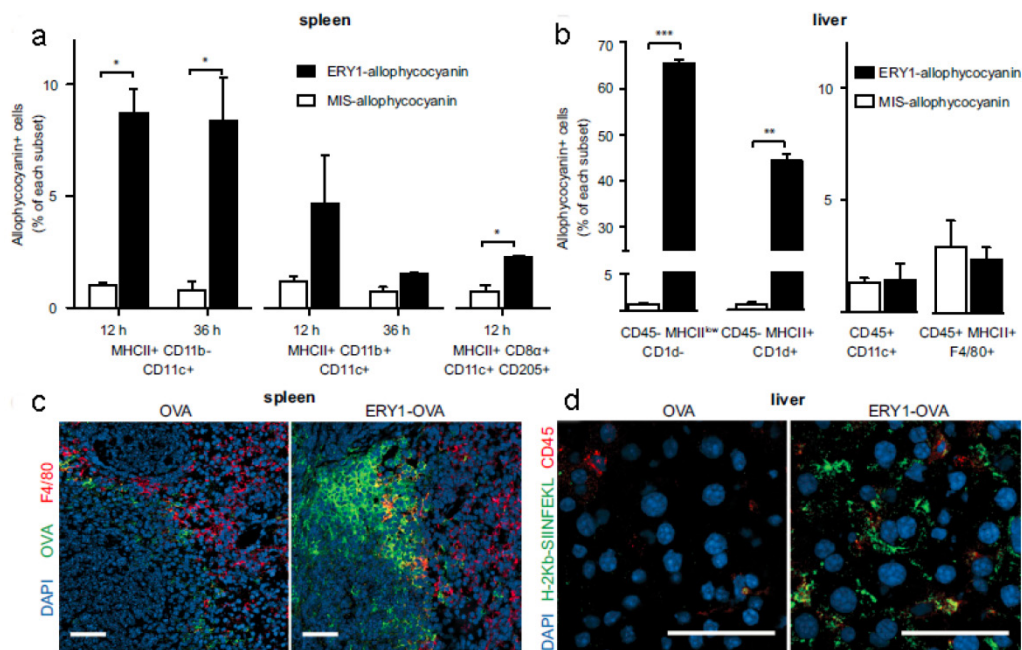 spleen
a
ERY1-allophycocyanin
MIS-allophycocyanin
Allophycocyanin+ cells
(% of each subset)
10
5
0
*
*
*
12 h
36 h
12 h
36 h
12 h
MHCII+ CD11b-
CD11c+
MHCII+ CD11b+
CD11c+
MHCII+ CD8α+
CD11c+ CD205+
liver
b
ERY1-allophycocyanin
MIS-allophycocyanin
Allophycocyanin+ cells
(% of each subset)
70
60
50
40
30
5
0
***
**
10
5
CD45- MHCIIlow
CD1d-
CD45- MHCII+
CD1d+
CD45+
CD11c+
CD45+ MHCII+
F4/80+
c
spleen
OVA
ERY1-OVA
DAPI OVA F4/80
d
liver
OVA
ERY1-OVA
DAPI H-2Kb-SIINFEKL CD45